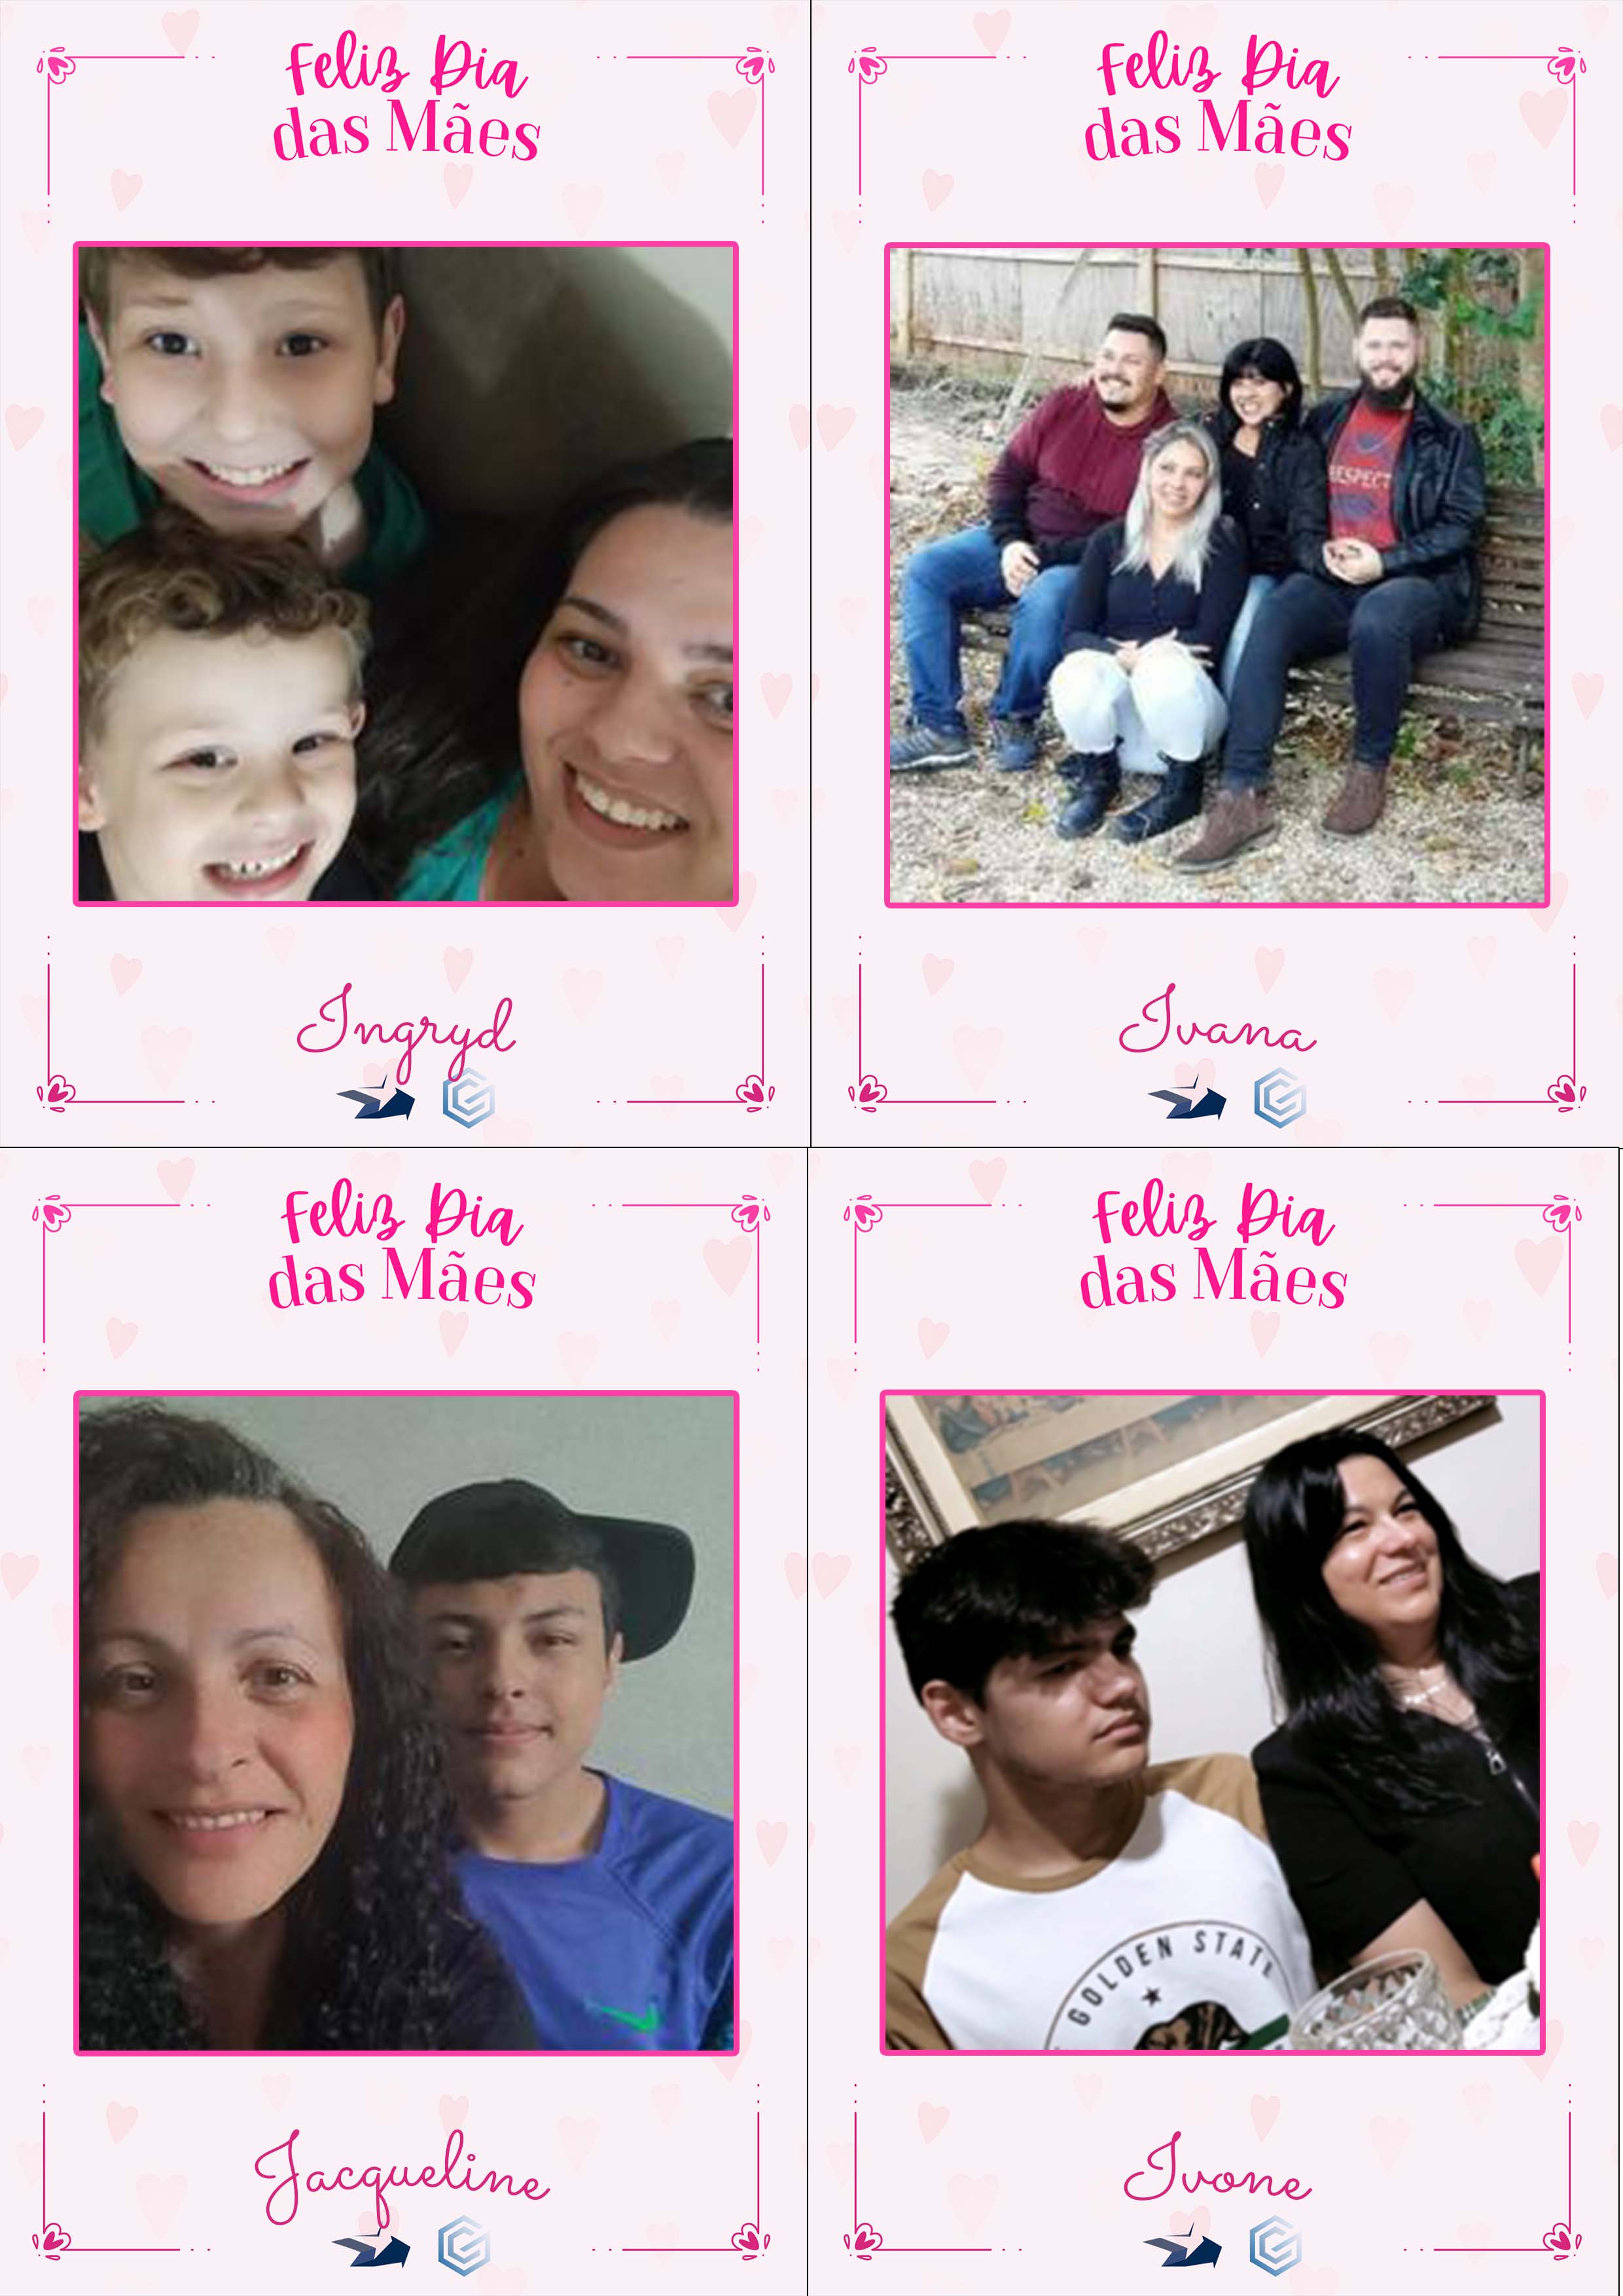 Feliz Dia
das Mães
Feliz Dia
das Mães
RESPECT
Ingryd
Ivana
Feliz Dia
das Mães
Feliz Dia
das Mães
GOLDEN STATE
Jacqueline
Ivone